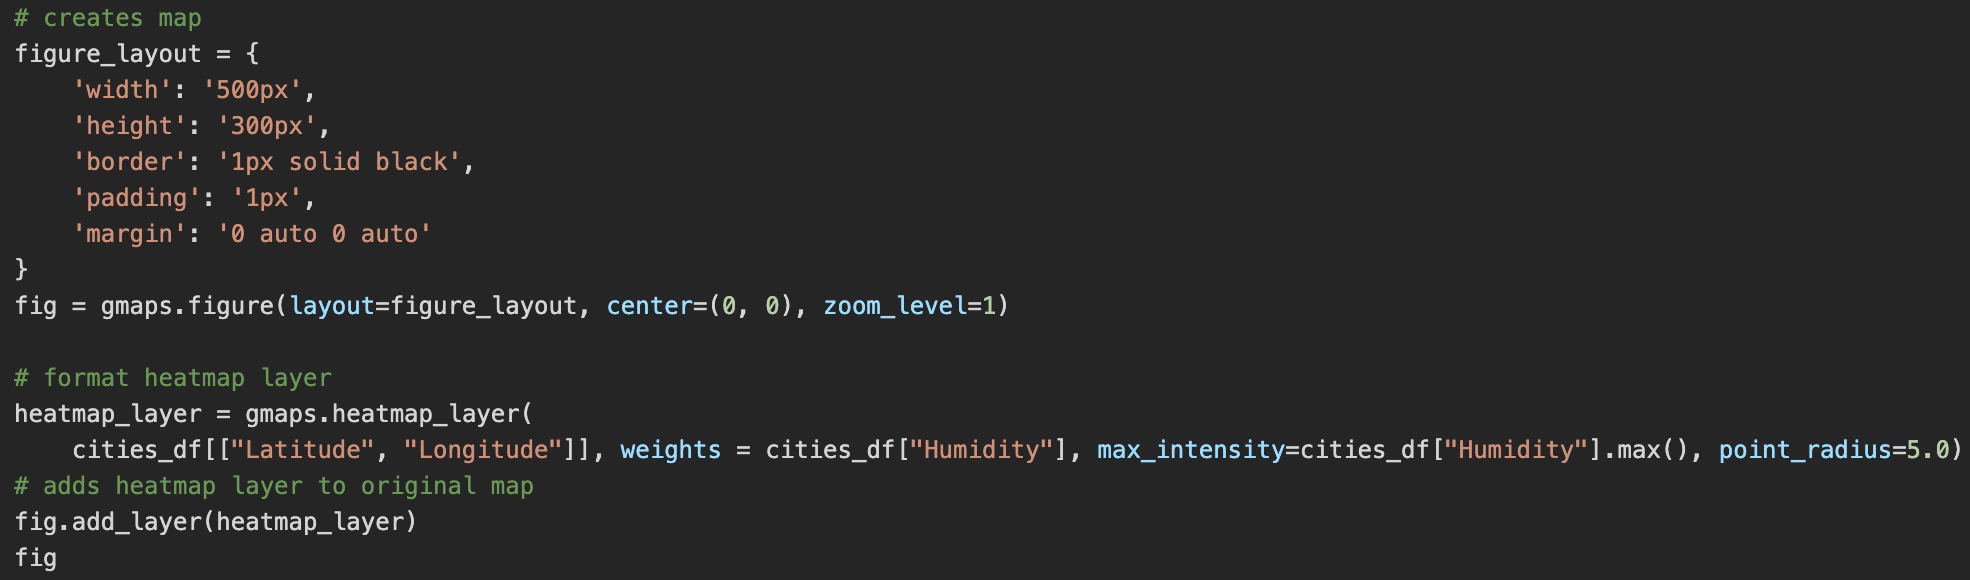 # creates map
figure_layout = {
    'width': '500px',
    'height': '300px',
    'border': '1px solid black',
    'padding': '1px',
    'margin': '0 auto 0 auto'
}
fig = gmaps.figure(layout=figure_layout, center=(0, 0), zoom_level=1)
# format heatmap layer
heatmap_layer = gmaps.heatmap_layer(
    cities_df[["Latitude", "Longitude"]], weights = cities_df["Humidity"], max_intensity=cities_df["Humidity"].max(), point_radius=5.0)
# adds heatmap layer to original map
fig.add_layer(heatmap_layer)
fig